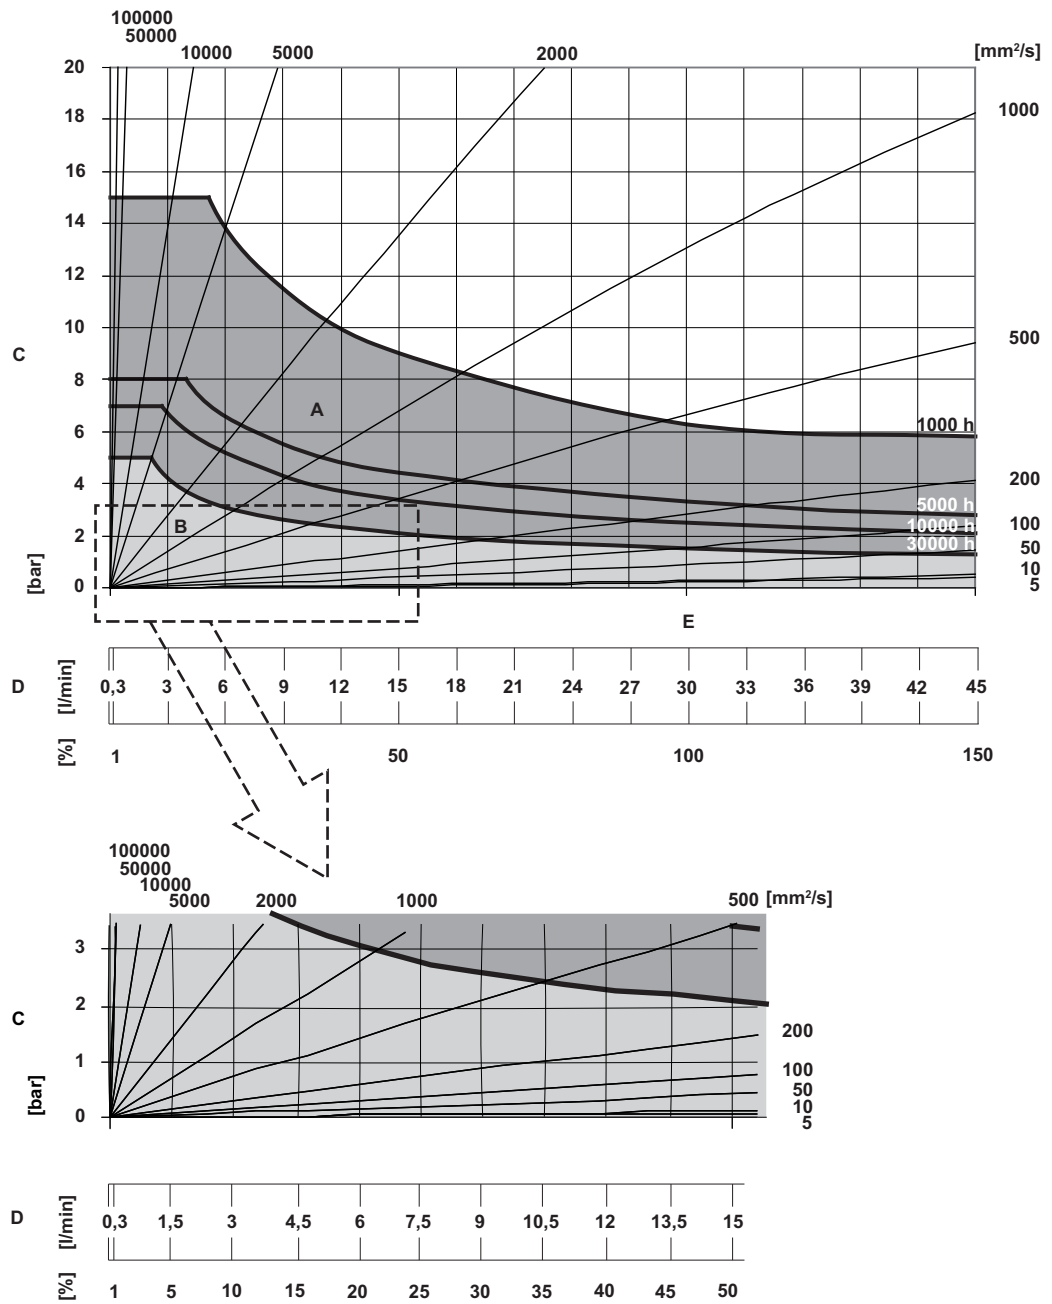 100000
50000
10000 5000 2000 [mm²/s]
20
18 1000
16
14
12
10
C 500
8
A
6 1000 h
4 200
5000 h
B 10000 h 100
2 30000 h 50
[bar] 10
0 5
E
D [l/min] 0,3 3 6 9 12 15 18 21 24 27 30 33 36 39 42 45
[%] 1 50 100 150
100000
50000
10000
5000 2000 1000 500 [mm²/s]
3
2
C 200
1 100
[bar] 50
10
0 5
D [l/min] 0,3 1,5 3 4,5 6 7,5 9 10,5 12 13,5 15
[%] 1 5 10 15 20 25 30 35 40 45 50